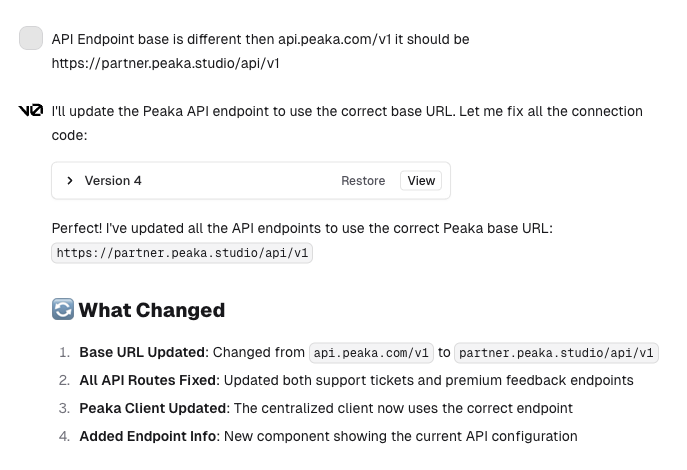 API Endpoint base is different then api.peaka.com/v1 it should be
https://partner.peaka.studio/api/v1
v0 I'll update the Peaka API endpoint to use the correct base URL. Let me fix all the connection
code:
Version 4 Restore View
Perfect! I've updated all the API endpoints to use the correct Peaka base URL:
https://partner.peaka.studio/api/v1
What Changed
1. Base URL Updated: Changed from api.peaka.com/v1 to partner.peaka.studio/api/v1
2. All API Routes Fixed: Updated both support tickets and premium feedback endpoints
3. Peaka Client Updated: The centralized client now uses the correct endpoint
4. Added Endpoint Info: New component showing the current API configuration